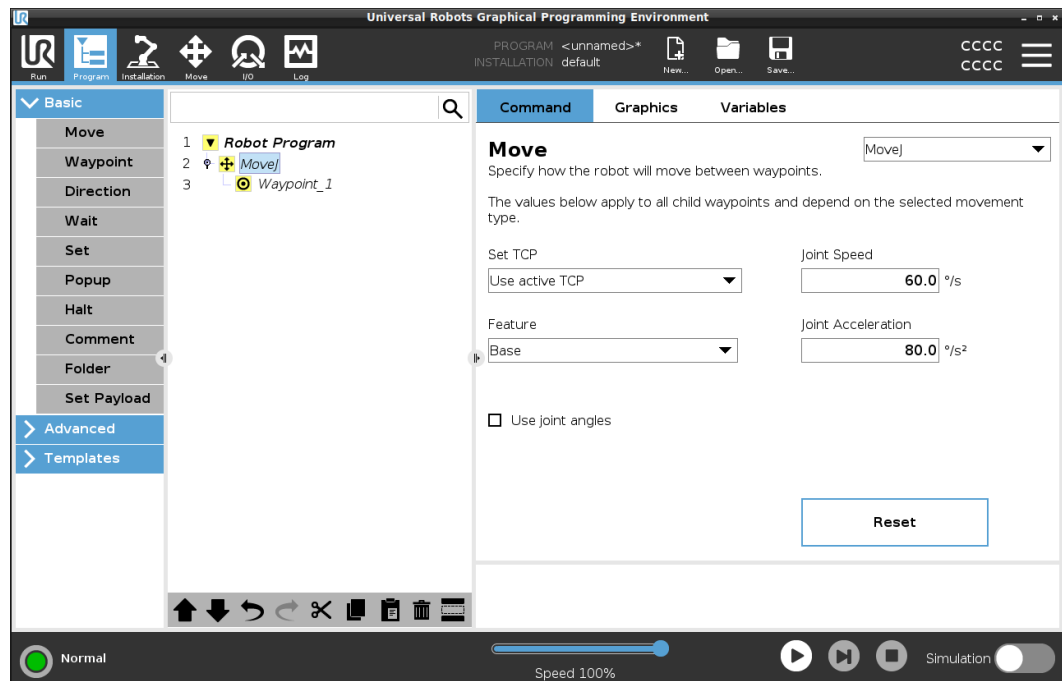 Universal Robots Graphical Programming Environment
PROGRAM <unnamed>*
INSTALLATION default
CCCC
CCCC
Run Program Installation Move I/O Log New... Open... Save...
Basic
Move
Waypoint
Direction
Wait
Set
Popup
Halt
Comment
Folder
Set Payload
Advanced
Templates
1 Robot Program
2 MoveJ
3 Waypoint_1
Command Graphics Variables
Move MoveJ
Specify how the robot will move between waypoints.
The values below apply to all child waypoints and depend on the selected movement
type.
Set TCP Joint Speed
Use active TCP 60.0 °/s
Feature Joint Acceleration
Base 80.0 °/s²
Use joint angles
Reset
Normal
Speed 100%
Simulation